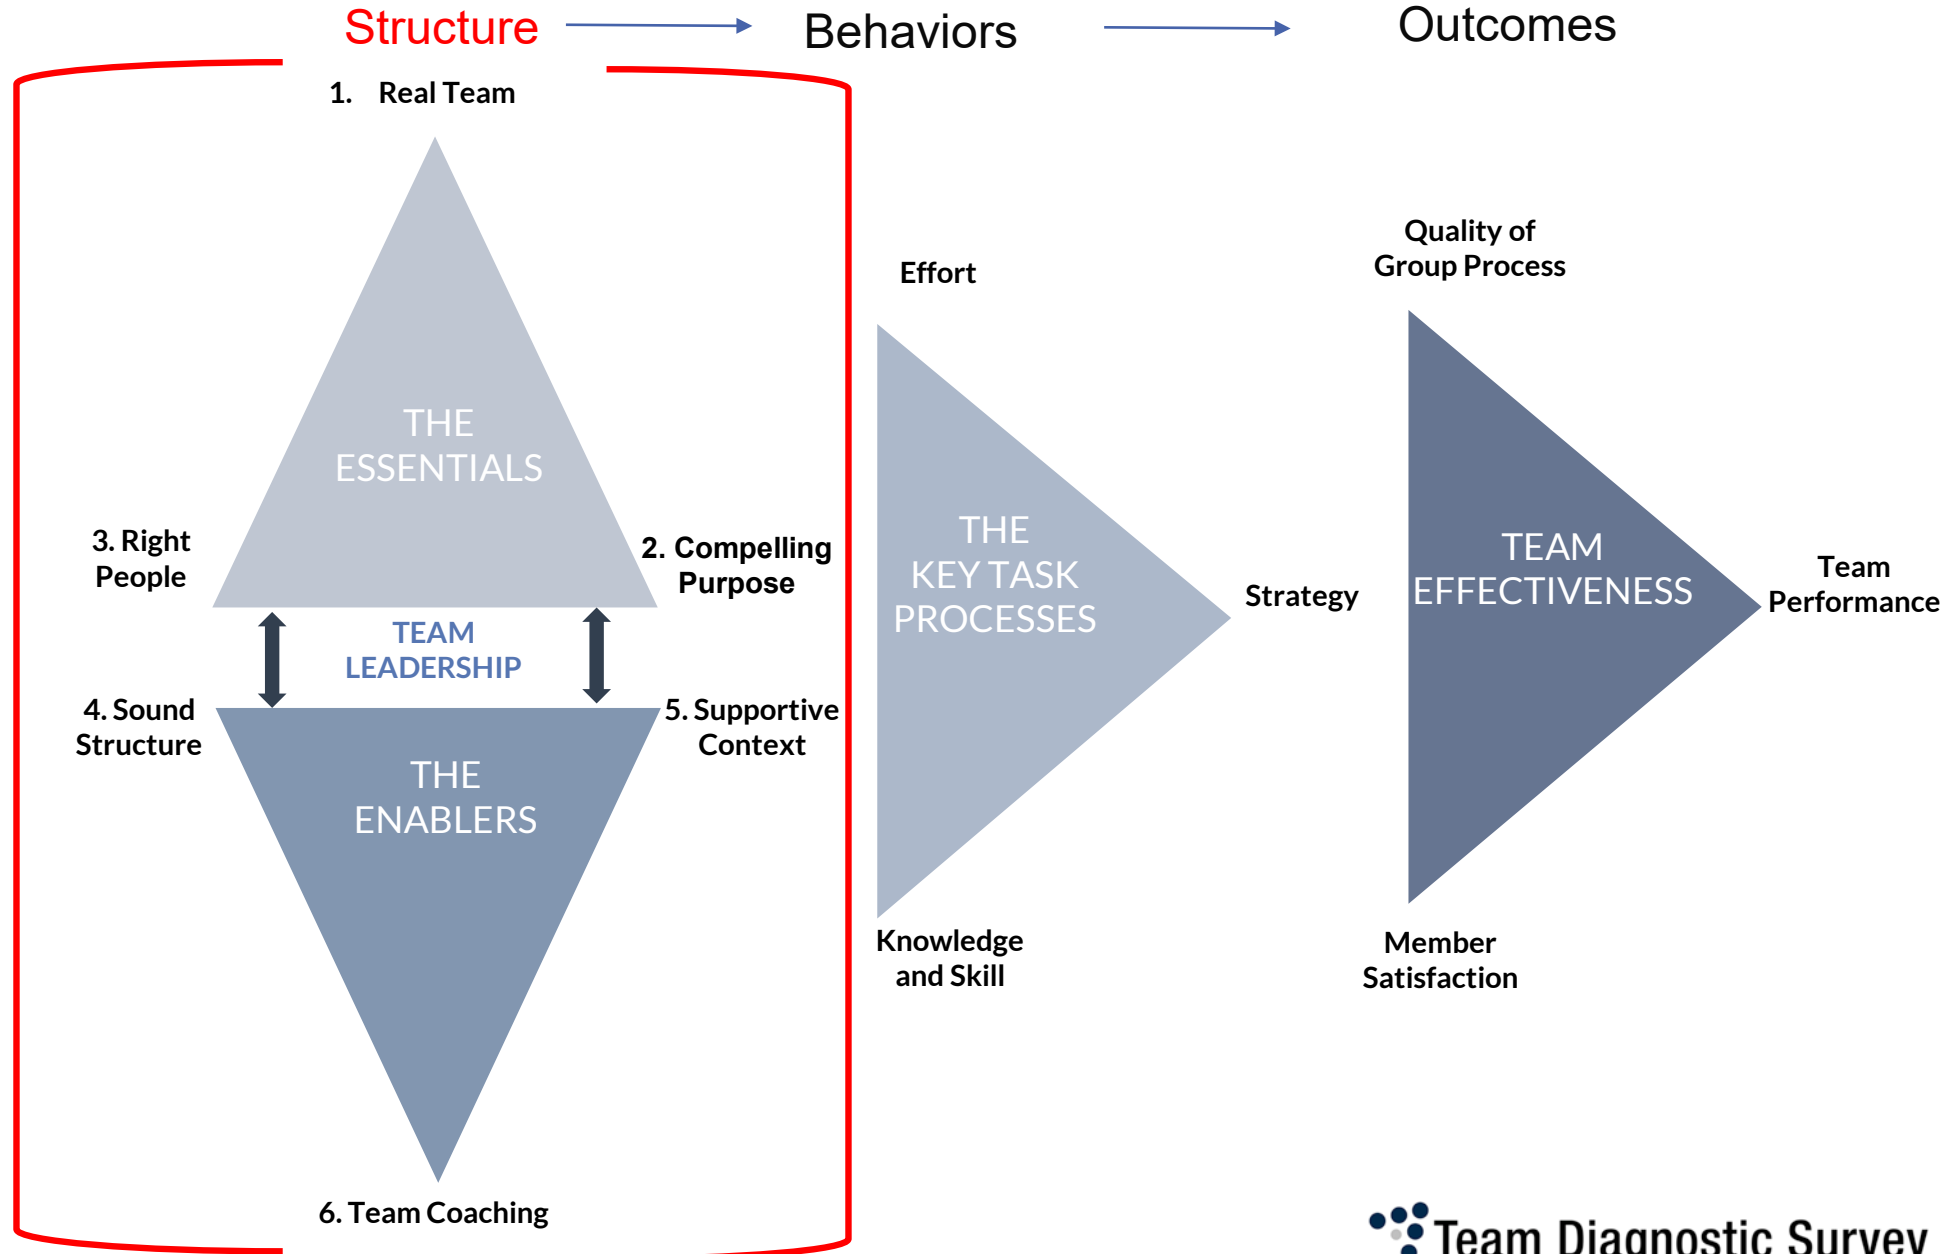 Structure
Behaviors
Outcomes
1. Real Team
THE
ESSENTIALS
3. Right
People
2. Compelling
Purpose
TEAM
LEADERSHIP
4. Sound
Structure
5. Supportive
Context
THE
ENABLERS
6. Team Coaching
Effort
THE
KEY TASK
PROCESSES
Strategy
Knowledge
and Skill
Quality of
Group Process
TEAM
EFFECTIVENESS
Team
Performance
Member
Satisfaction
Team Diagnostic Survey